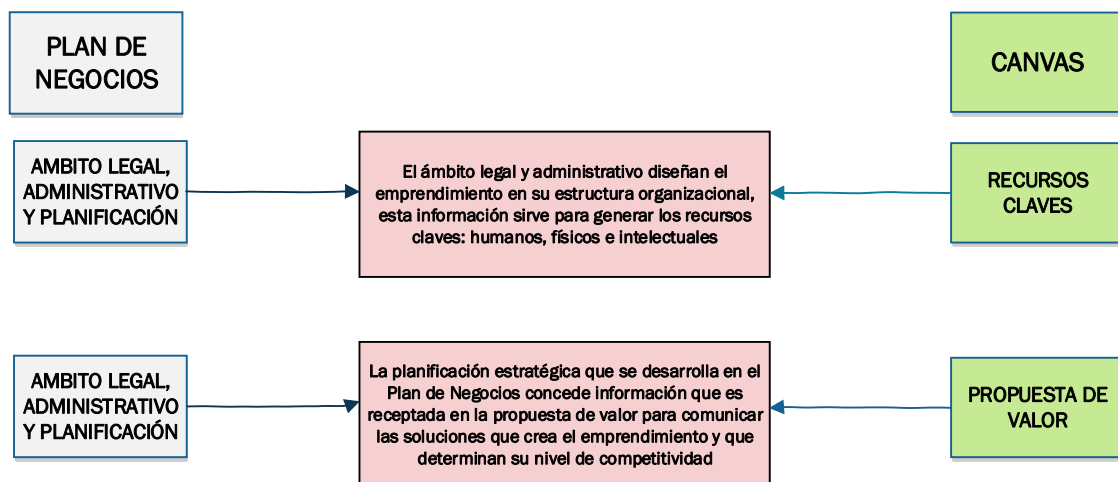 PLAN DE
NEGOCIOS
CANVAS
AMBITO LEGAL,
ADMINISTRATIVO
Y PLANIFICACIÓN
El ámbito legal y administrativo diseñan el
emprendimiento en su estructura organizacional,
esta información sirve para generar los recursos
claves: humanos, físicos e intelectuales
RECURSOS
CLAVES
AMBITO LEGAL,
ADMINISTRATIVO
Y PLANIFICACIÓN
La planificación estratégica que se desarrolla en el
Plan de Negocios concede información que es
receptada en la propuesta de valor para comunicar
las soluciones que crea el emprendimiento y que
determinan su nivel de competitividad
PROPUESTA DE
VALOR